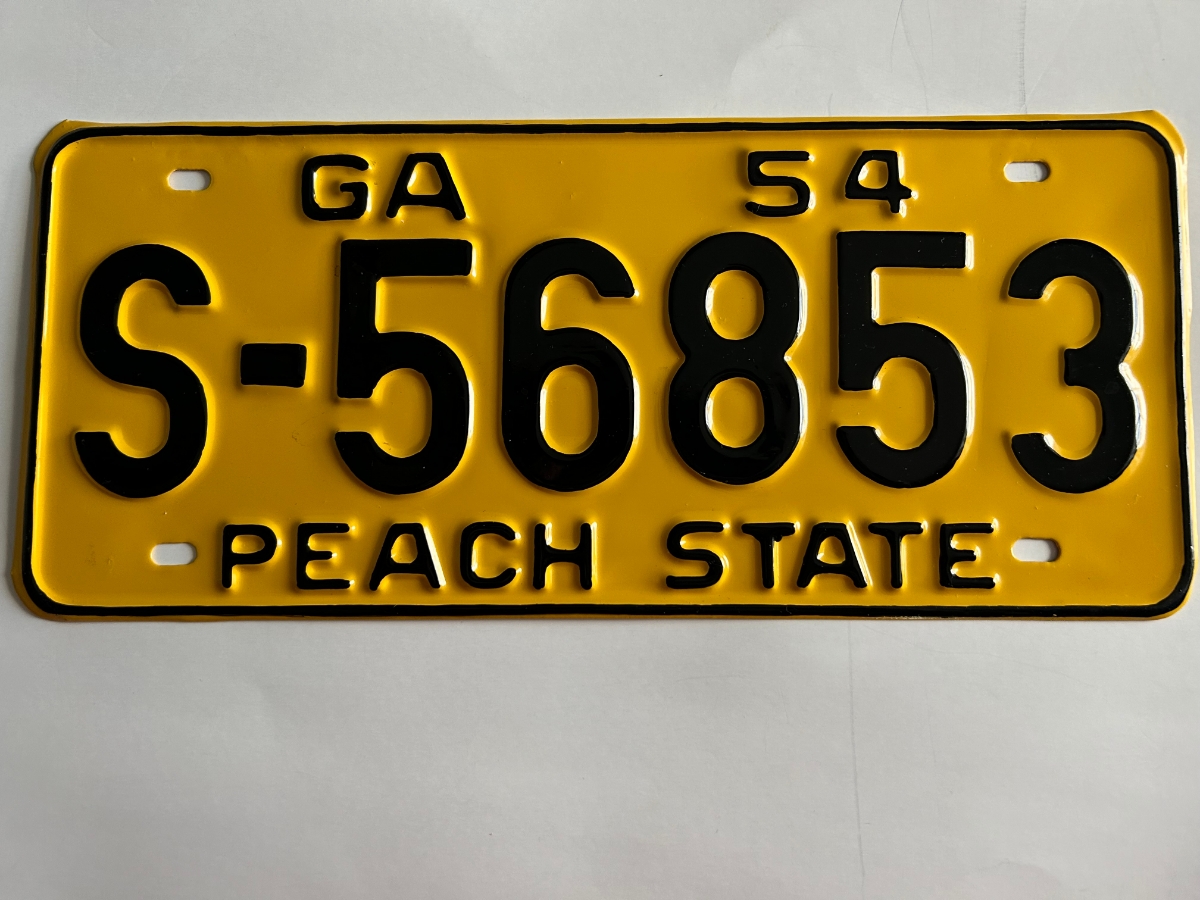 GA 54
S-56853
PEACH STATE